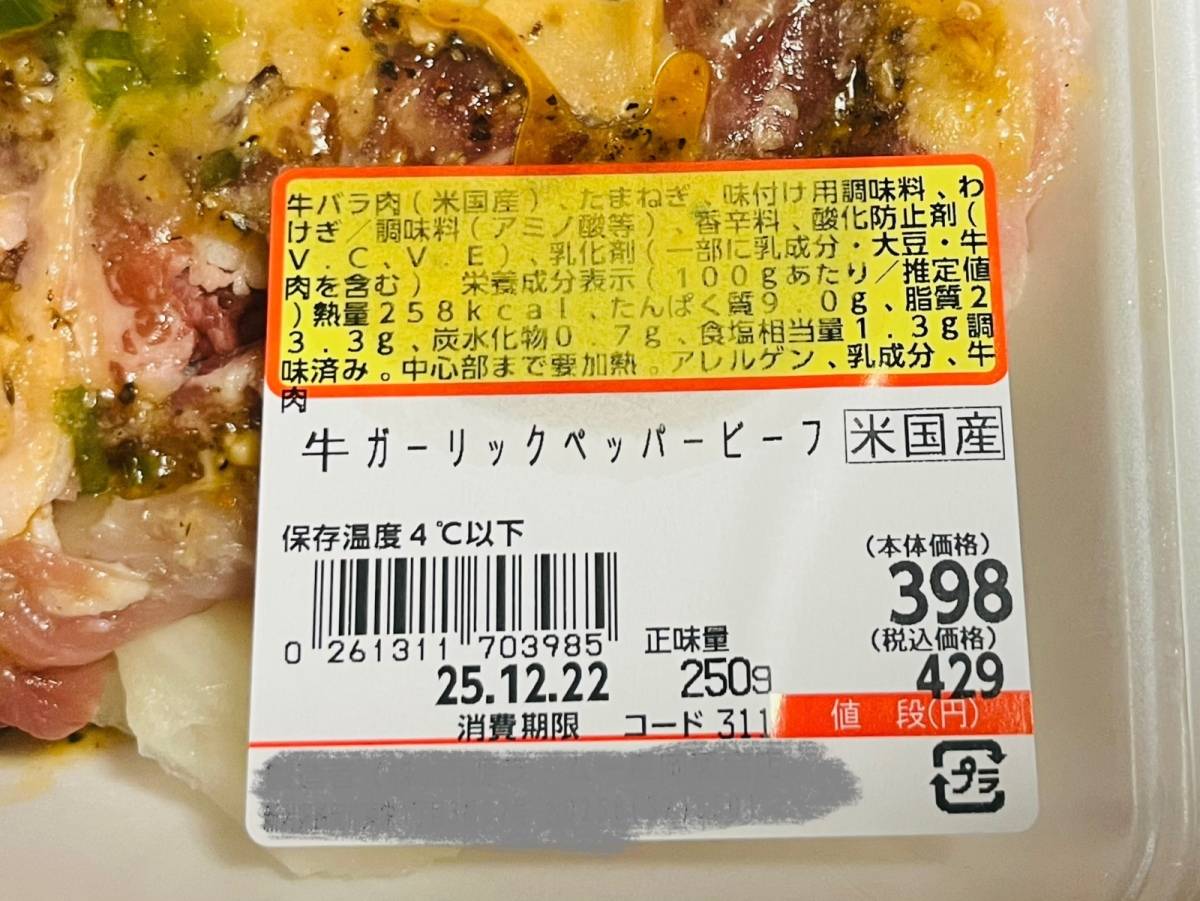 牛バラ肉(米国産)、たまねぎ、味付け用調味料、わ
けぎ/調味料(アミノ酸等)、香辛料、酸化防止剤(
V.C、V.E)、乳化剤(一部に乳成分・大豆・牛
肉を含む) 栄養成分表示(100gあたり/推定値
)熱量258kcal、たんぱく質9.0g、脂質2
3.3g、炭水化物0.7g、食塩相当量1.3g調
味済み。中心部まで要加熱。アレルゲン、乳成分、牛
肉
牛ガーリックペッパービーフ 米国産
保存温度4℃以下
(本体価格)
398
0 261311 703985
正味量
(税込価格)
25.12.22 250g 429
消費期限 コード 311 値段(円)
プラ